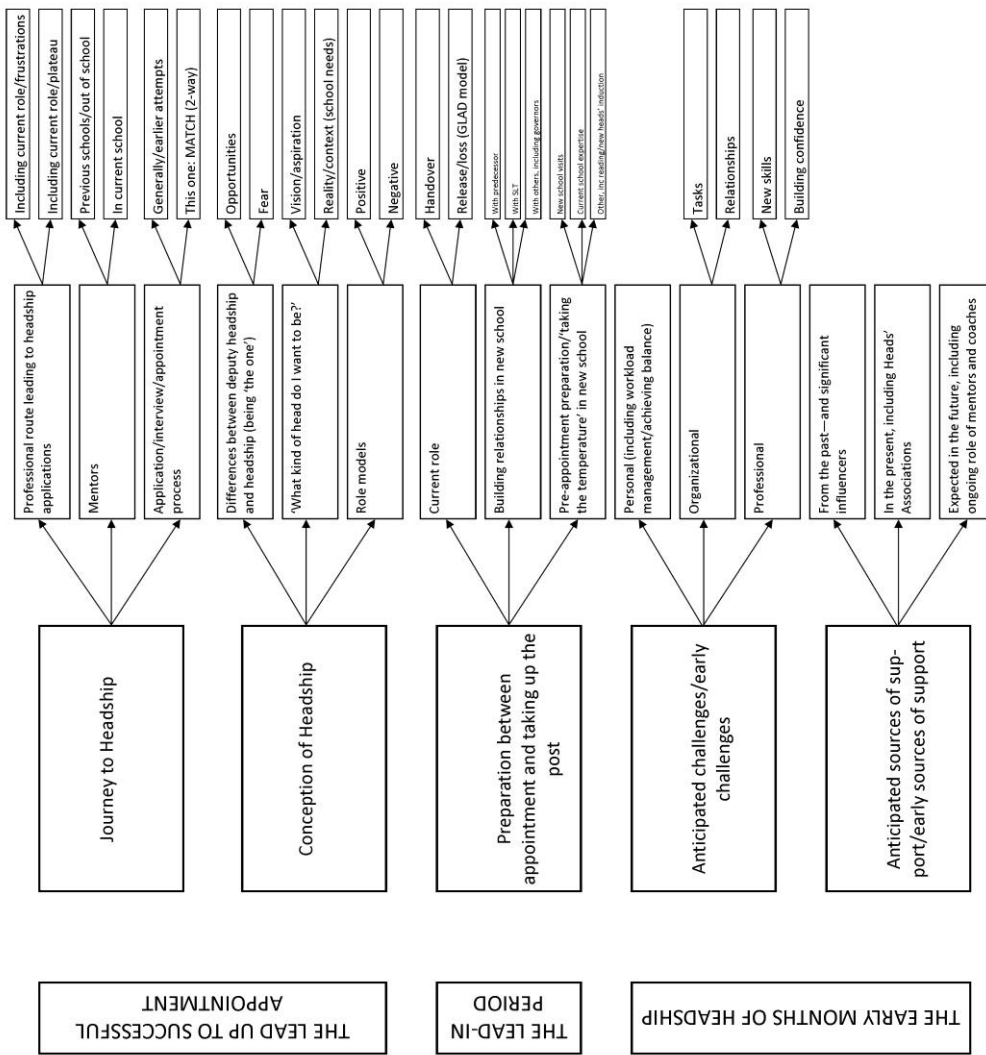 THE LEAD UP TO SUCCESSFUL
APPOINTMENT
Journey to Headship
Professional route leading to headship
applications
Including current role/frustrations
Including current role/plateau
Mentors
Previous schools/out of school
In current school
Application/interview/appointment
process
Generally/earlier attempts
This one: MATCH (2-way)
Conception of Headship
Differences between deputy headship
and headship (being 'the one')
Opportunities
Fear
'What kind of head do I want to be?'
Vision/aspiration
Reality/context (school needs)
Role models
Positive
Negative
THE LEAD-IN
PERIOD
Preparation between
appointment and taking up the
post
Current role
Handover
Release/loss (GLAD model)
Building relationships in new school
With predecessor
With SLT
With others, including governors
Pre-appointment preparation/'taking
the temperature' in new school
New school visits
Current school expertise
Other, inc reading/new heads' induction
THE EARLY MONTHS OF HEADSHIP
Anticipated challenges/early
challenges
Personal (including workload
management/achieving balance)
Organizational
Tasks
Relationships
Professional
New skills
Building confidence
Anticipated sources of sup-
port/early sources of support
From the past—and significant
influencers
In the present, including Heads'
Associations
Expected in the future, including
ongoing role of mentors and coaches